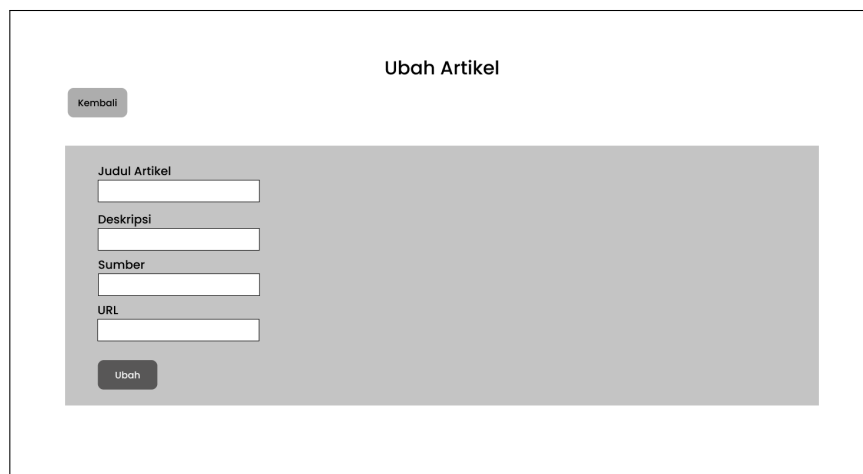 Ubah Artikel
Kembali
Judul Artikel
Deskripsi
Sumber
URL
Ubah